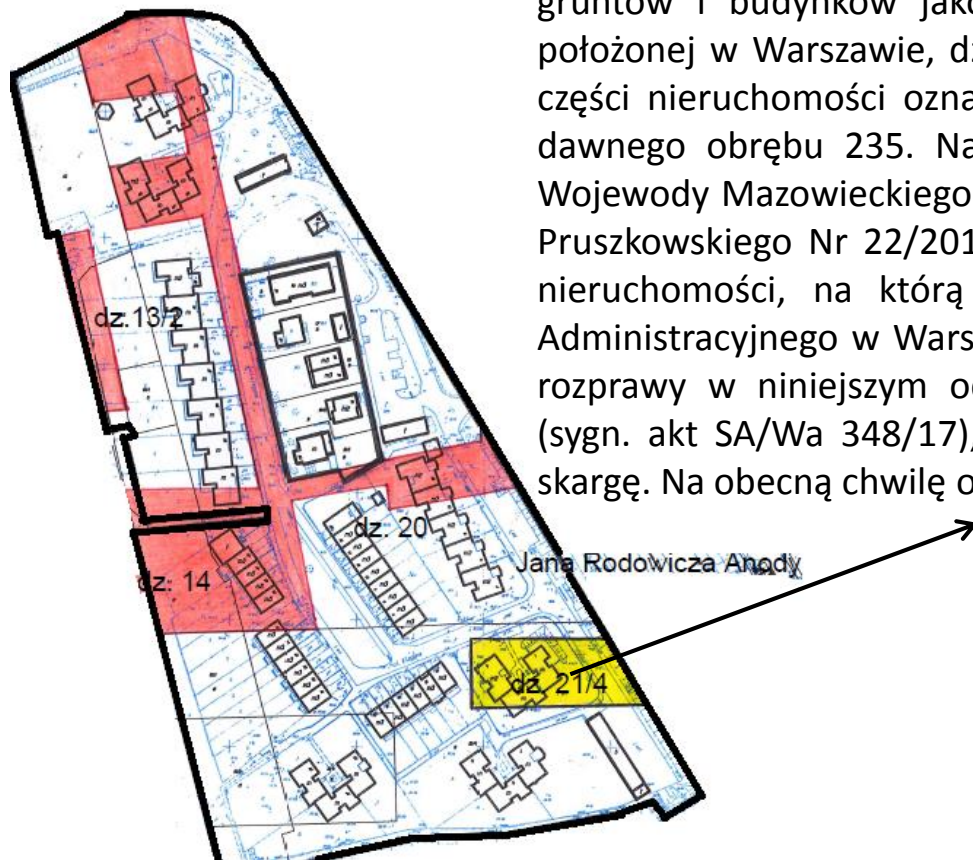 gruntów i budynków jako
położonej w Warszawie, dz
części nieruchomości ozna
dawnego obrębu 235. Na
Wojewody Mazowieckiego
Pruszkowskiego Nr 22/201
nieruchomości, na którą
Administracyjnego w Wars
rozprawy w niniejszym o
(sygn. akt SA/Wa 348/17),
skargę. Na obecną chwilę o
dz. 13/2
dz. 20
Jana Rodowicza Anody
dz. 14
dz. 21/4